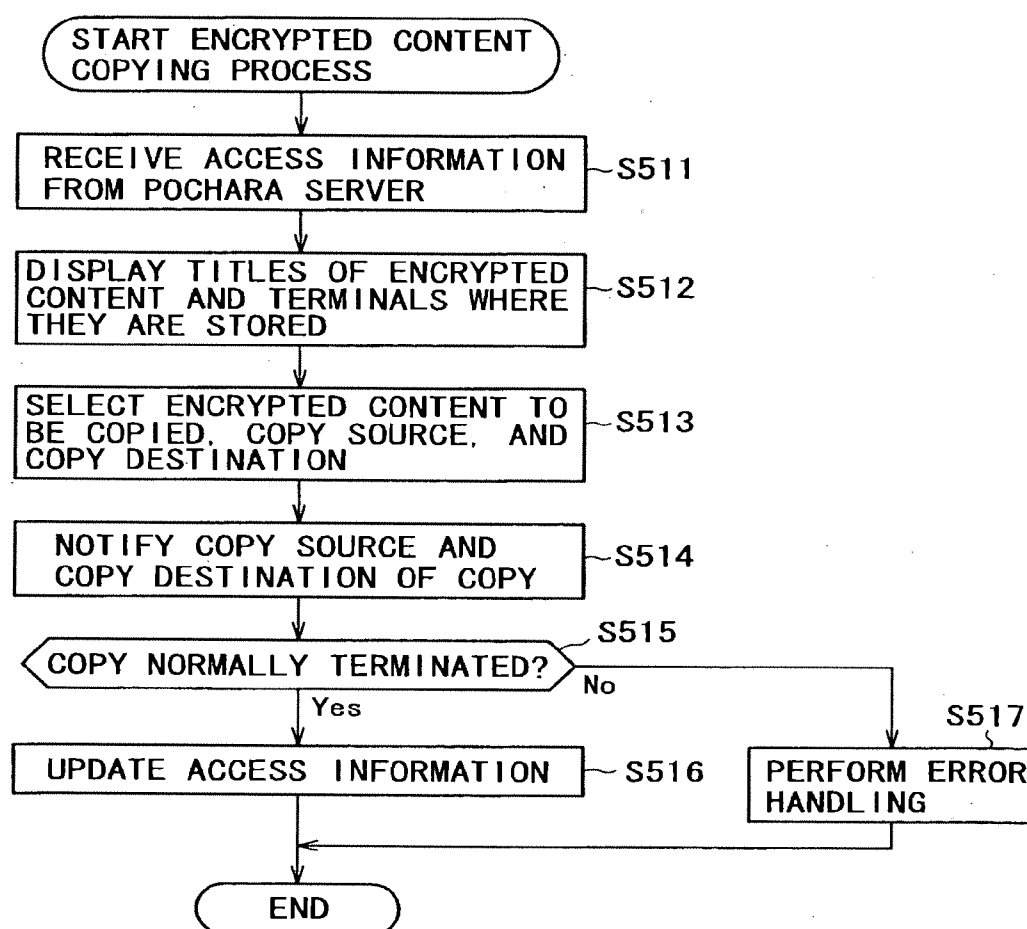 START ENCRYPTED CONTENT
COPYING PROCESS
RECEIVE ACCESS INFORMATION
FROM POCHARA SERVER
S511
DISPLAY TITLES OF ENCRYPTED
CONTENT AND TERMINALS WHERE
THEY ARE STORED
S512
SELECT ENCRYPTED CONTENT TO
BE COPIED, COPY SOURCE, AND
COPY DESTINATION
S513
NOTIFY COPY SOURCE AND
COPY DESTINATION OF COPY
S514
S515
COPY NORMALLY TERMINATED?
No
Yes
S517
UPDATE ACCESS INFORMATION
S516
PERFORM ERROR
HANDLING
END